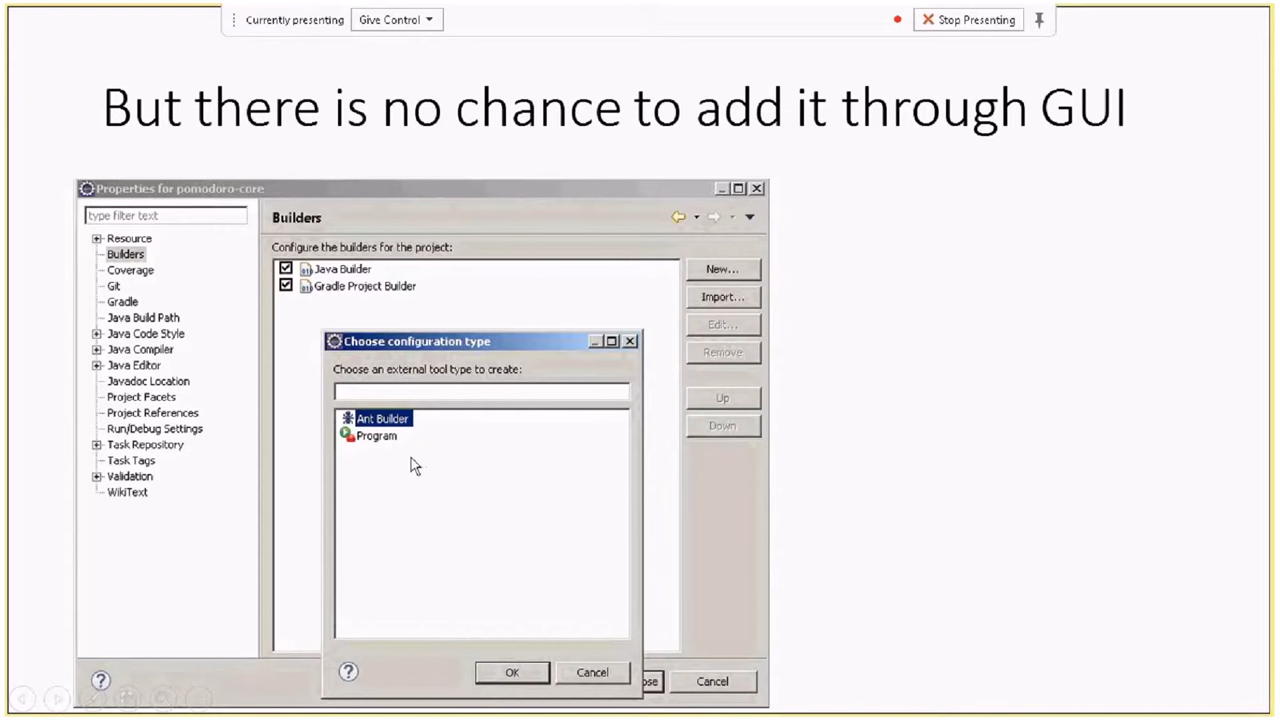 Currently presenting
Give Control
Stop Presenting
But there is no chance to add it through GUI
Properties for pomodoro-core
type filter text
Resource
Builders
Coverage
Git
Gradle
Java Build Path
Java Code Style
Java Compiler
Java Editor
Javadoc Location
Project Facets
Project References
Run/Debug Settings
Task Repository
Task Tags
Validation
WikiText
Builders
Configure the builders for the project:
Java Builder
Gradle Project Builder
New...
Import...
Edit...
Remove
Up
Down
Choose configuration type
Choose an external tool type to create:
Ant Builder
Program
OK
Cancel
ose
Cancel